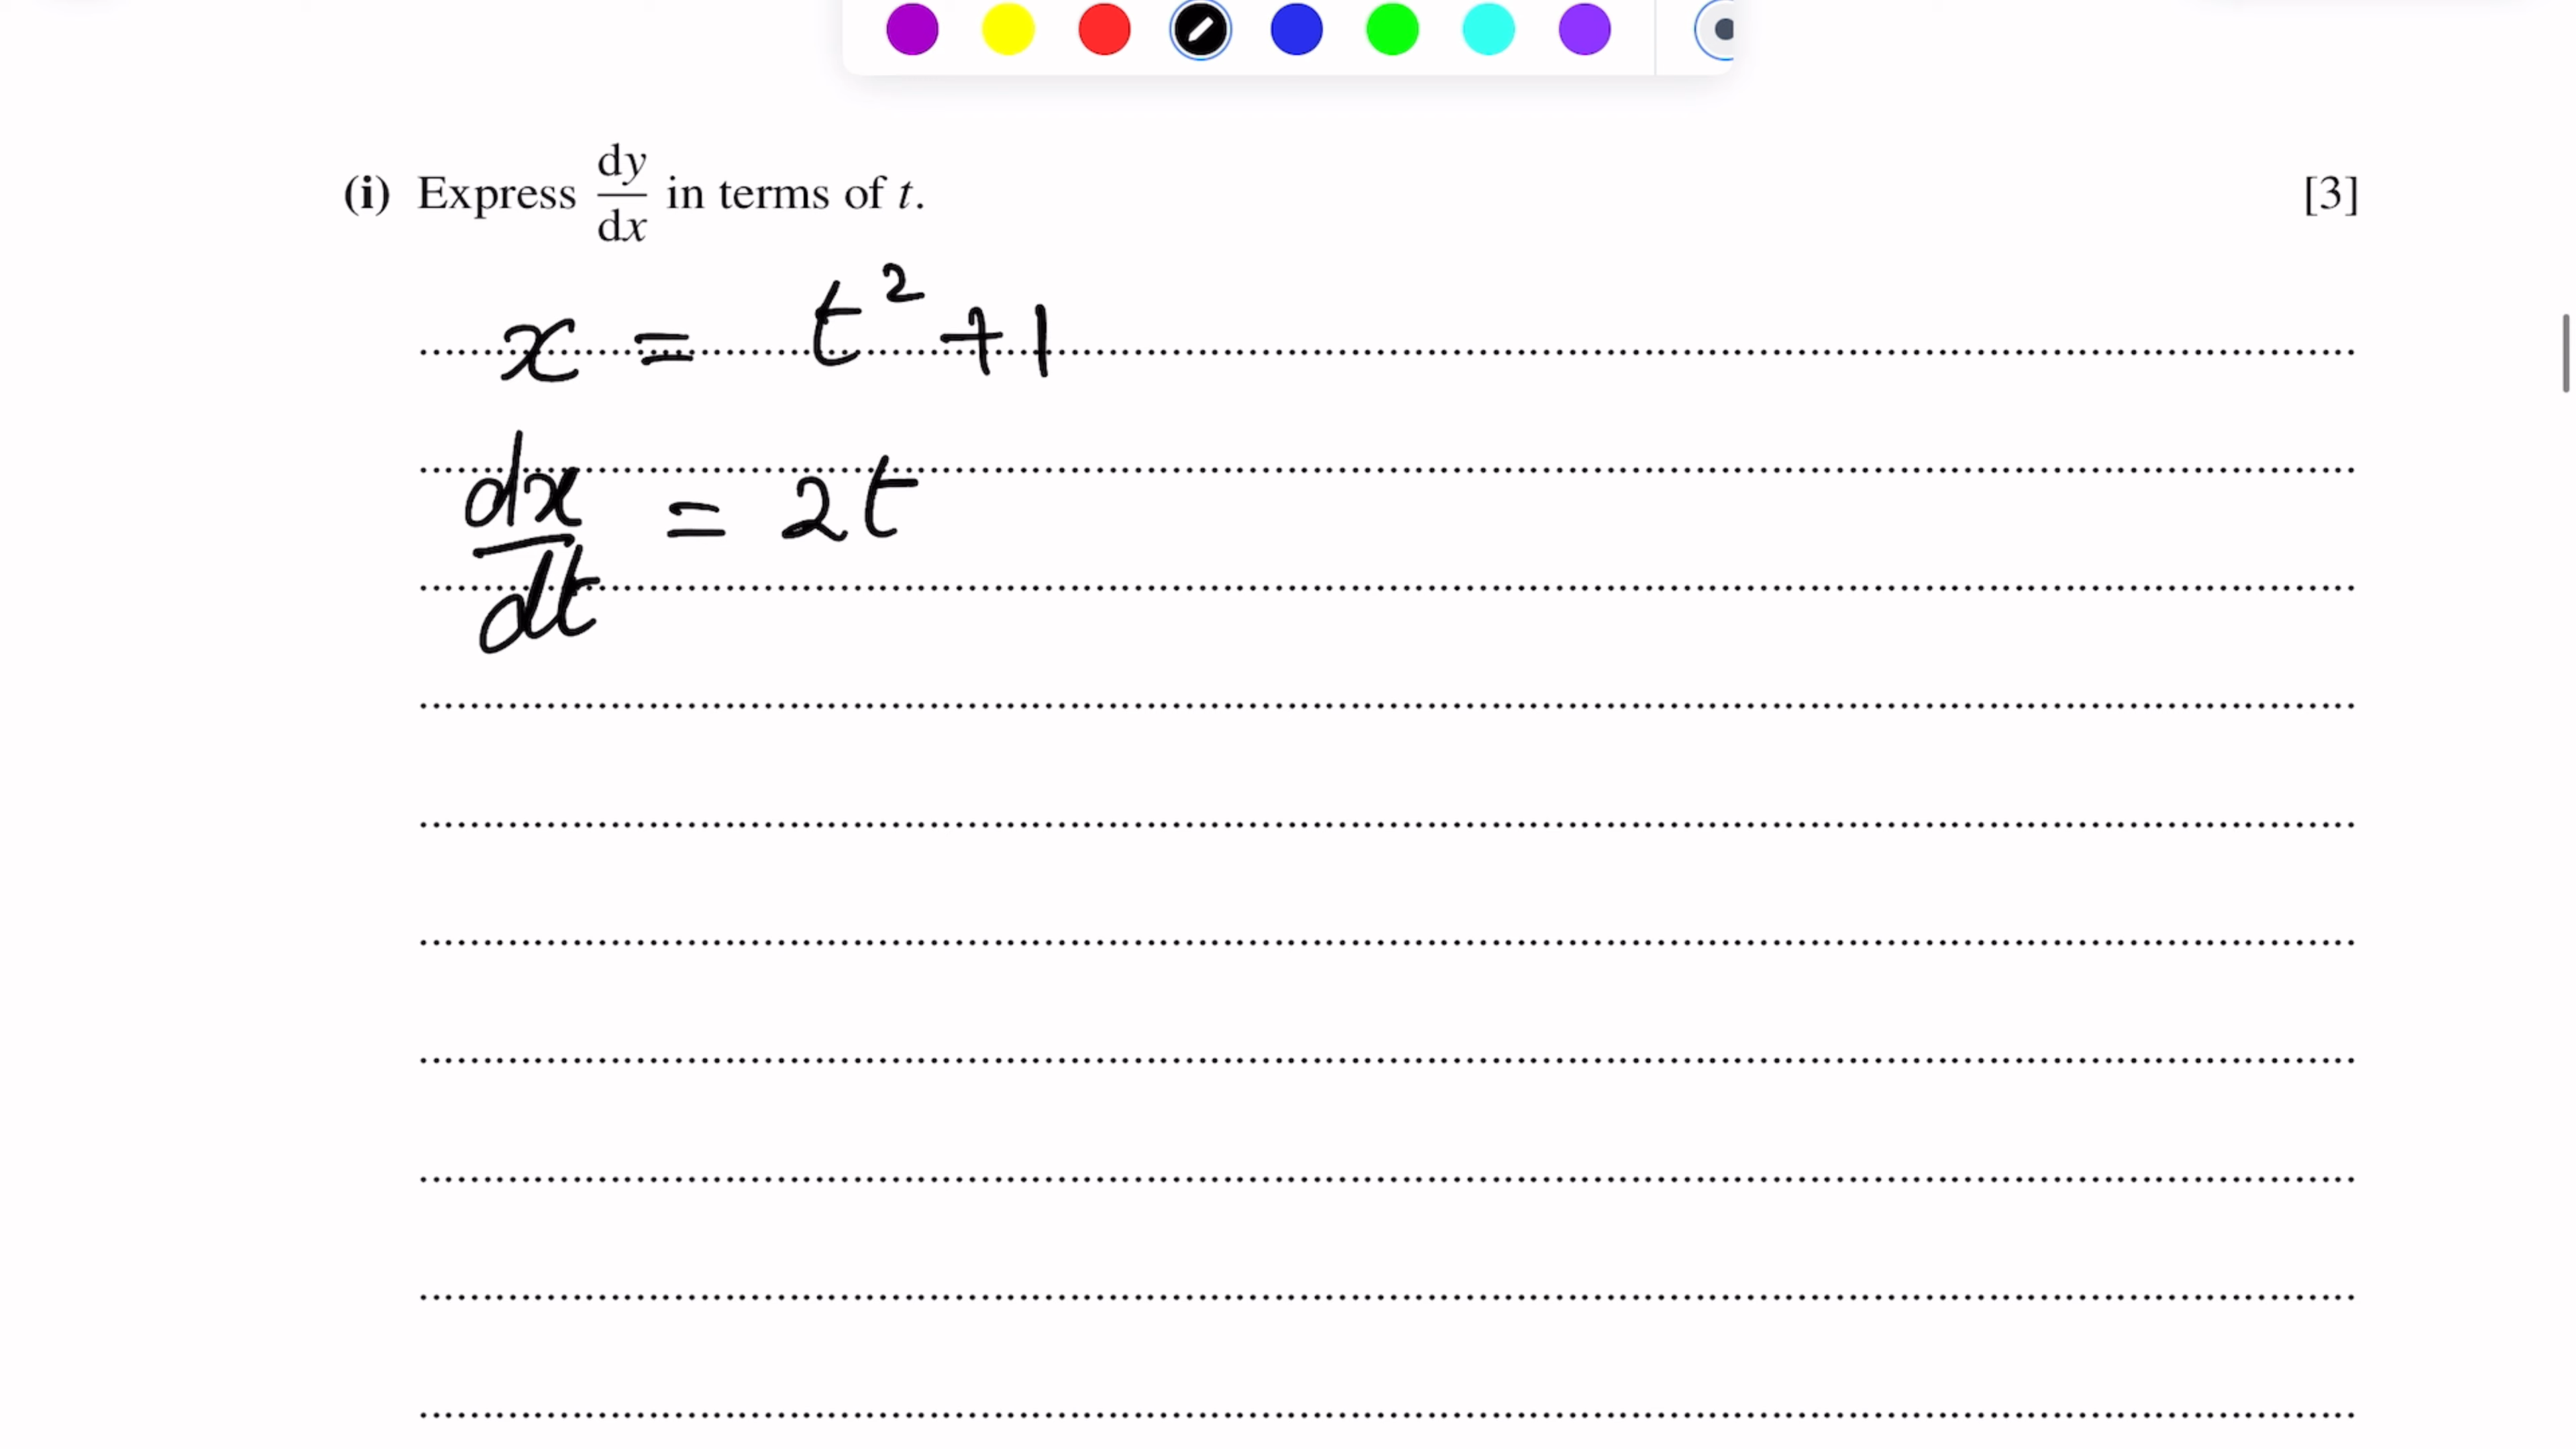 (i) Express dy/dx in terms of t. [3]
x = t² + 1
dx/dt = 2t